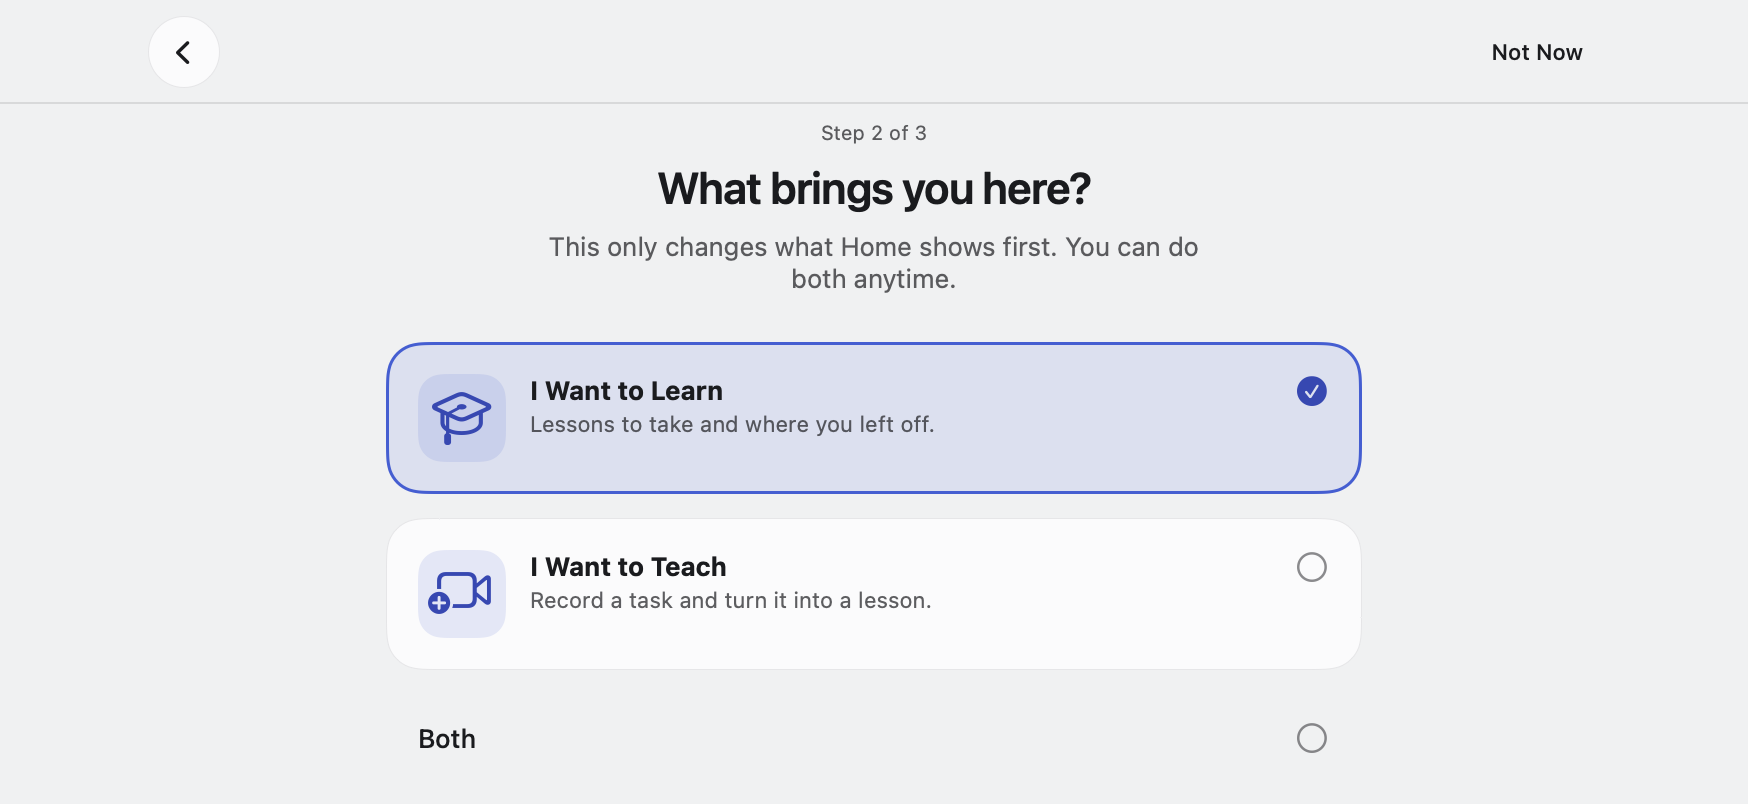 Not Now
Step 2 of 3
What brings you here?
This only changes what Home shows first. You can do
both anytime.
I Want to Learn
Lessons to take and where you left off.
I Want to Teach
Record a task and turn it into a lesson.
Both